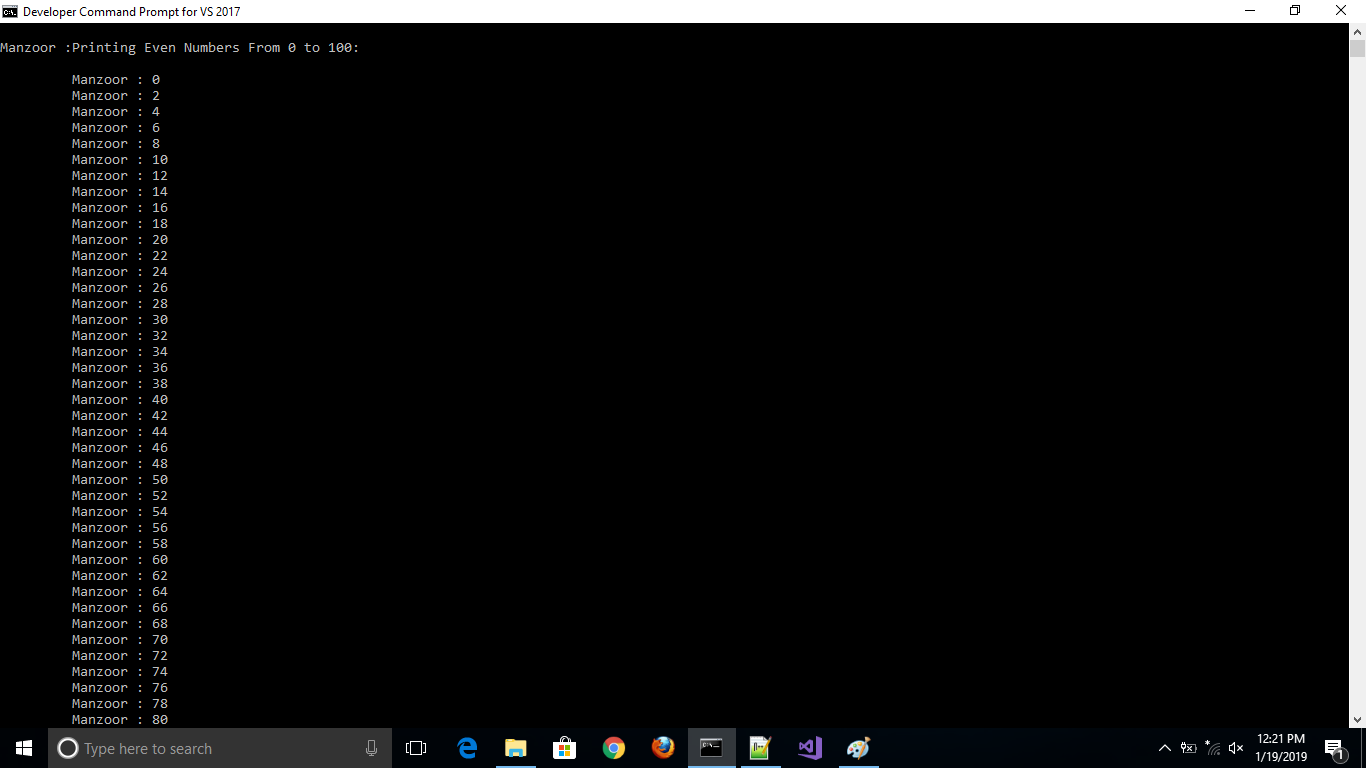 Developer Command Prompt for VS 2017
Manzoor :Printing Even Numbers From 0 to 100:
Manzoor : 0
Manzoor : 2
Manzoor : 4
Manzoor : 6
Manzoor : 8
Manzoor : 10
Manzoor : 12
Manzoor : 14
Manzoor : 16
Manzoor : 18
Manzoor : 20
Manzoor : 22
Manzoor : 24
Manzoor : 26
Manzoor : 28
Manzoor : 30
Manzoor : 32
Manzoor : 34
Manzoor : 36
Manzoor : 38
Manzoor : 40
Manzoor : 42
Manzoor : 44
Manzoor : 46
Manzoor : 48
Manzoor : 50
Manzoor : 52
Manzoor : 54
Manzoor : 56
Manzoor : 58
Manzoor : 60
Manzoor : 62
Manzoor : 64
Manzoor : 66
Manzoor : 68
Manzoor : 70
Manzoor : 72
Manzoor : 74
Manzoor : 76
Manzoor : 78
Manzoor : 80
Type here to search
12:21 PM
1/19/2019
1